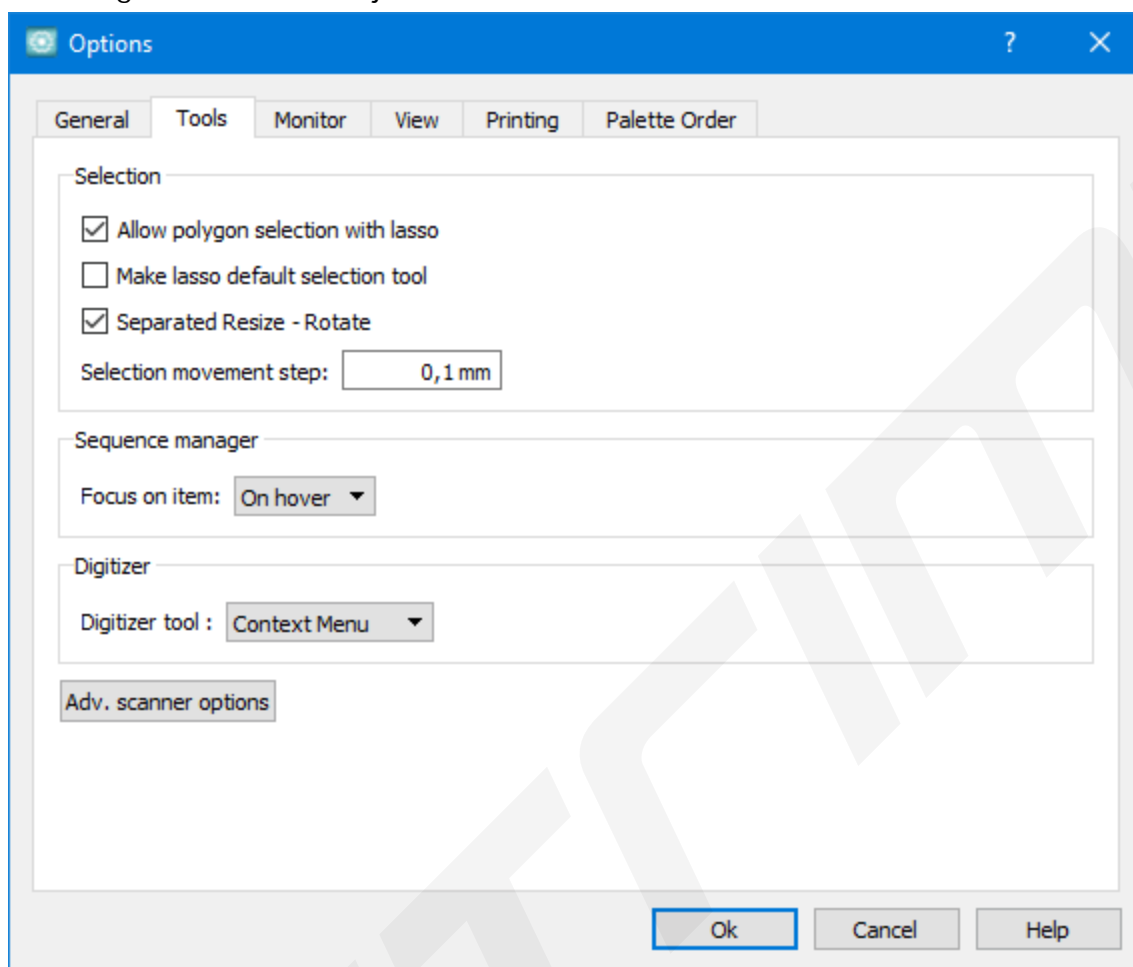 Options ? ×
General Tools Monitor View Printing Palette Order
Selection
Allow polygon selection with lasso
Make lasso default selection tool
Separated Resize - Rotate
Selection movement step: 0,1 mm
Sequence manager
Focus on item: On hover
Digitizer
Digitizer tool : Context Menu
Adv. scanner options
Ok Cancel Help